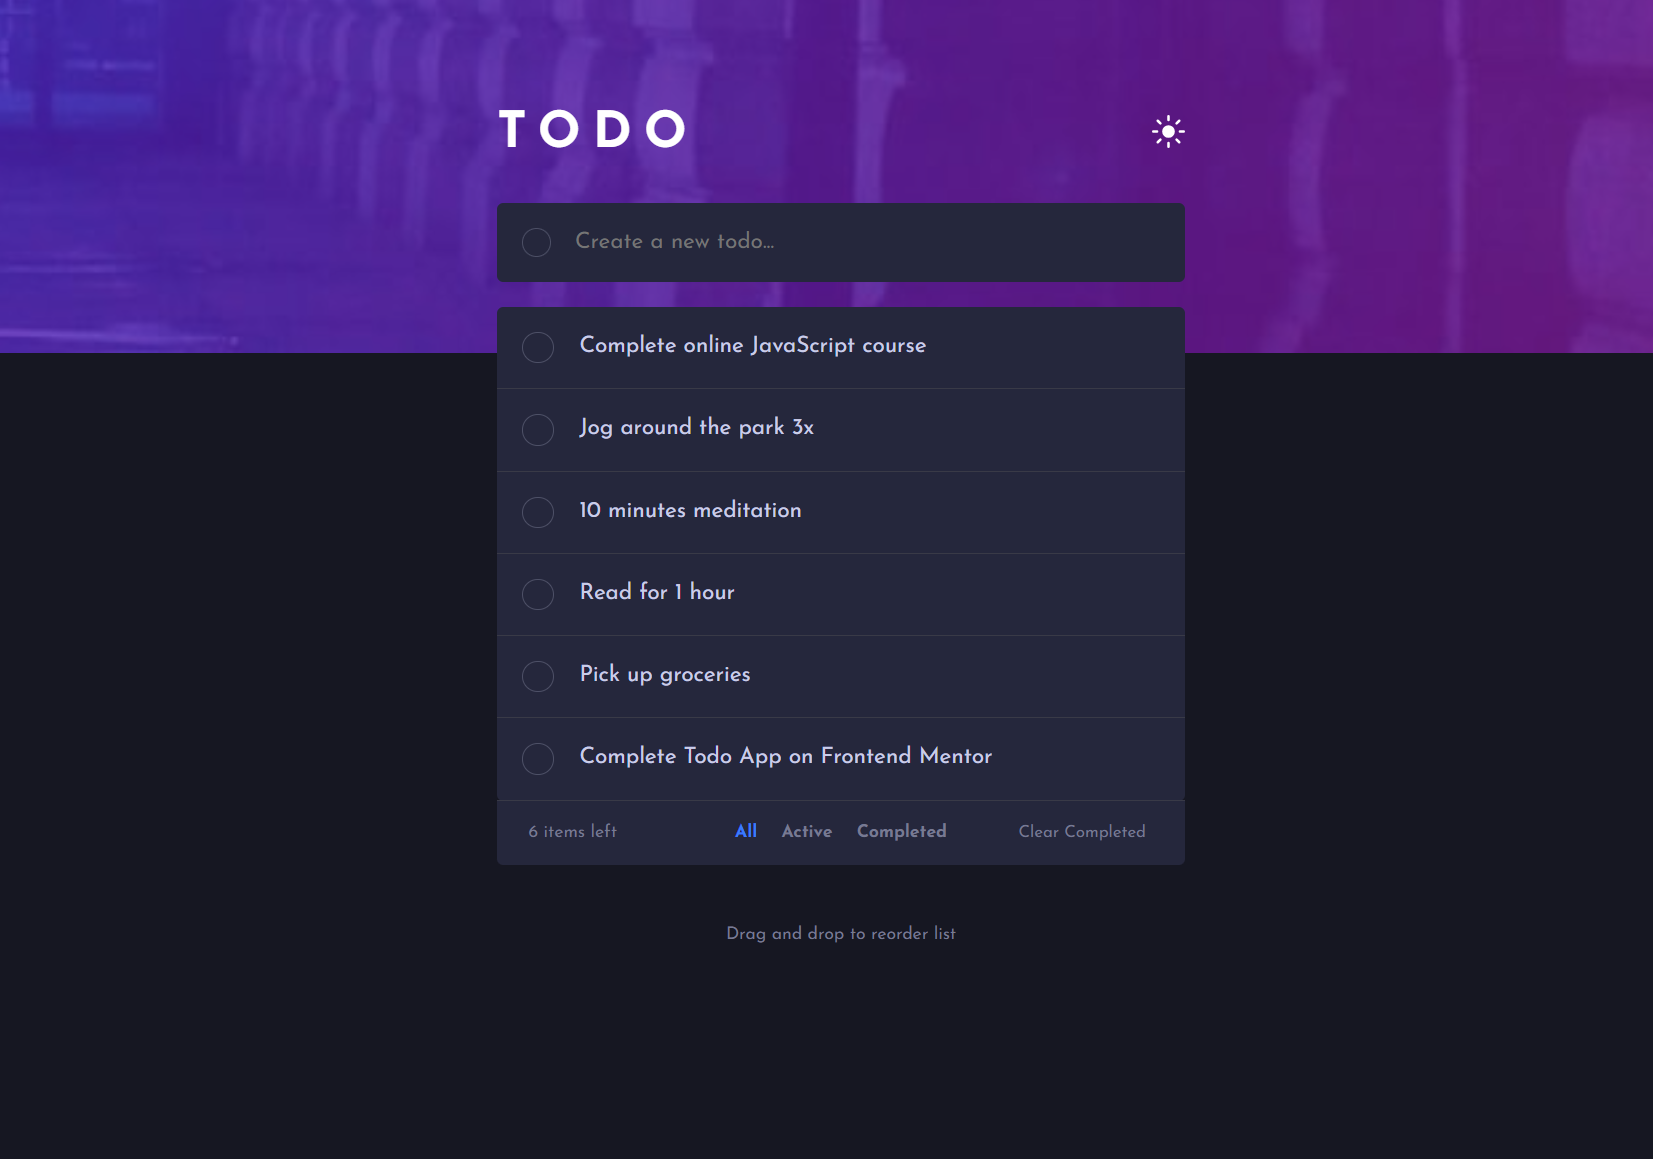 TODO
Create a new todo...
Complete online JavaScript course
Jog around the park 3x
10 minutes meditation
Read for 1 hour
Pick up groceries
Complete Todo App on Frontend Mentor
6 items left All Active Completed Clear Completed
Drag and drop to reorder list